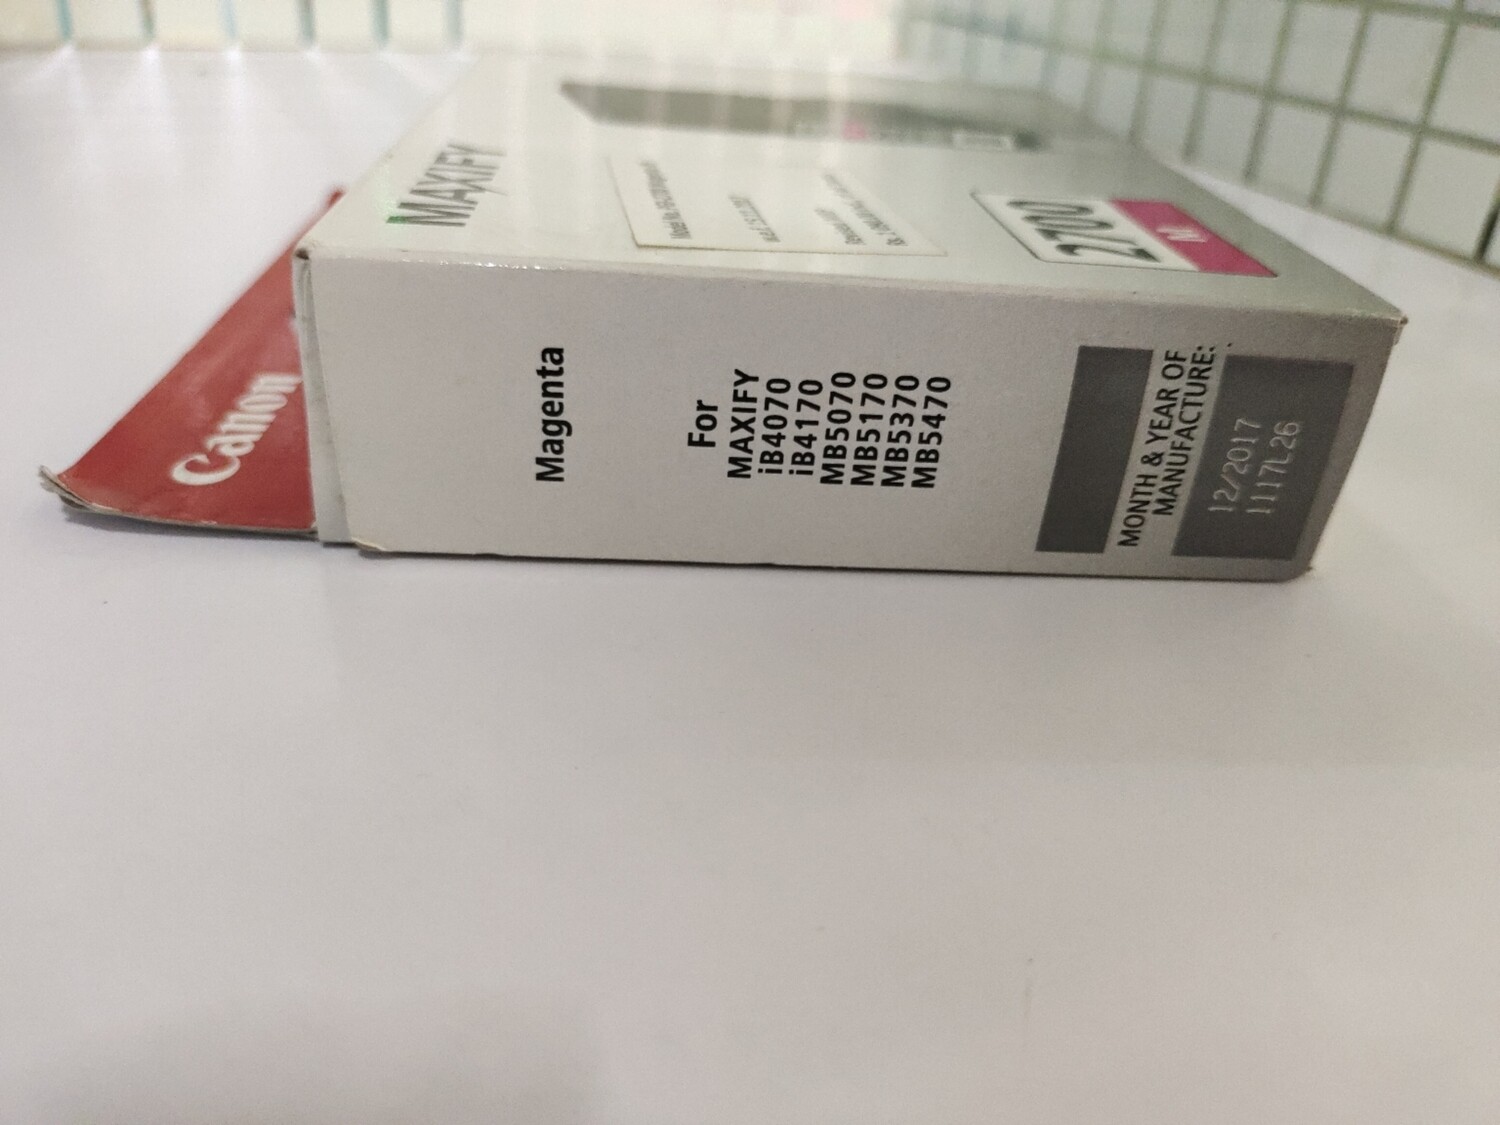 Canon
MAXIFY
2700
M
Magenta
For
MAXIFY
iB4070
iB4170
MB5070
MB5170
MB5370
MB5470
MONTH & YEAR OF
MANUFACTURE:
12/2017
1117L26